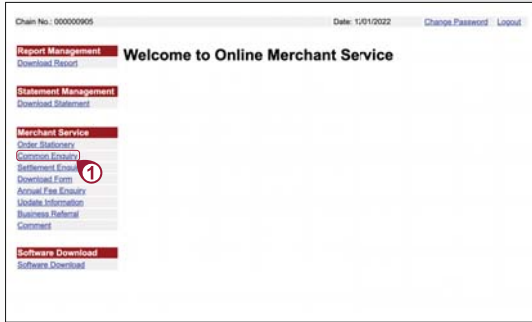 Chain No.: 000000905
Date: 1/01/2022
Change Password
Logout
Report Management
Download Report
Welcome to Online Merchant Service
Statement Management
Download Statement
Merchant Service
Order Stationery
Common Enquiry
1
Settlement
Download Form
Annual Fee Enquiry
Update Information
Business Referral
Comment
Software Download
Software Download